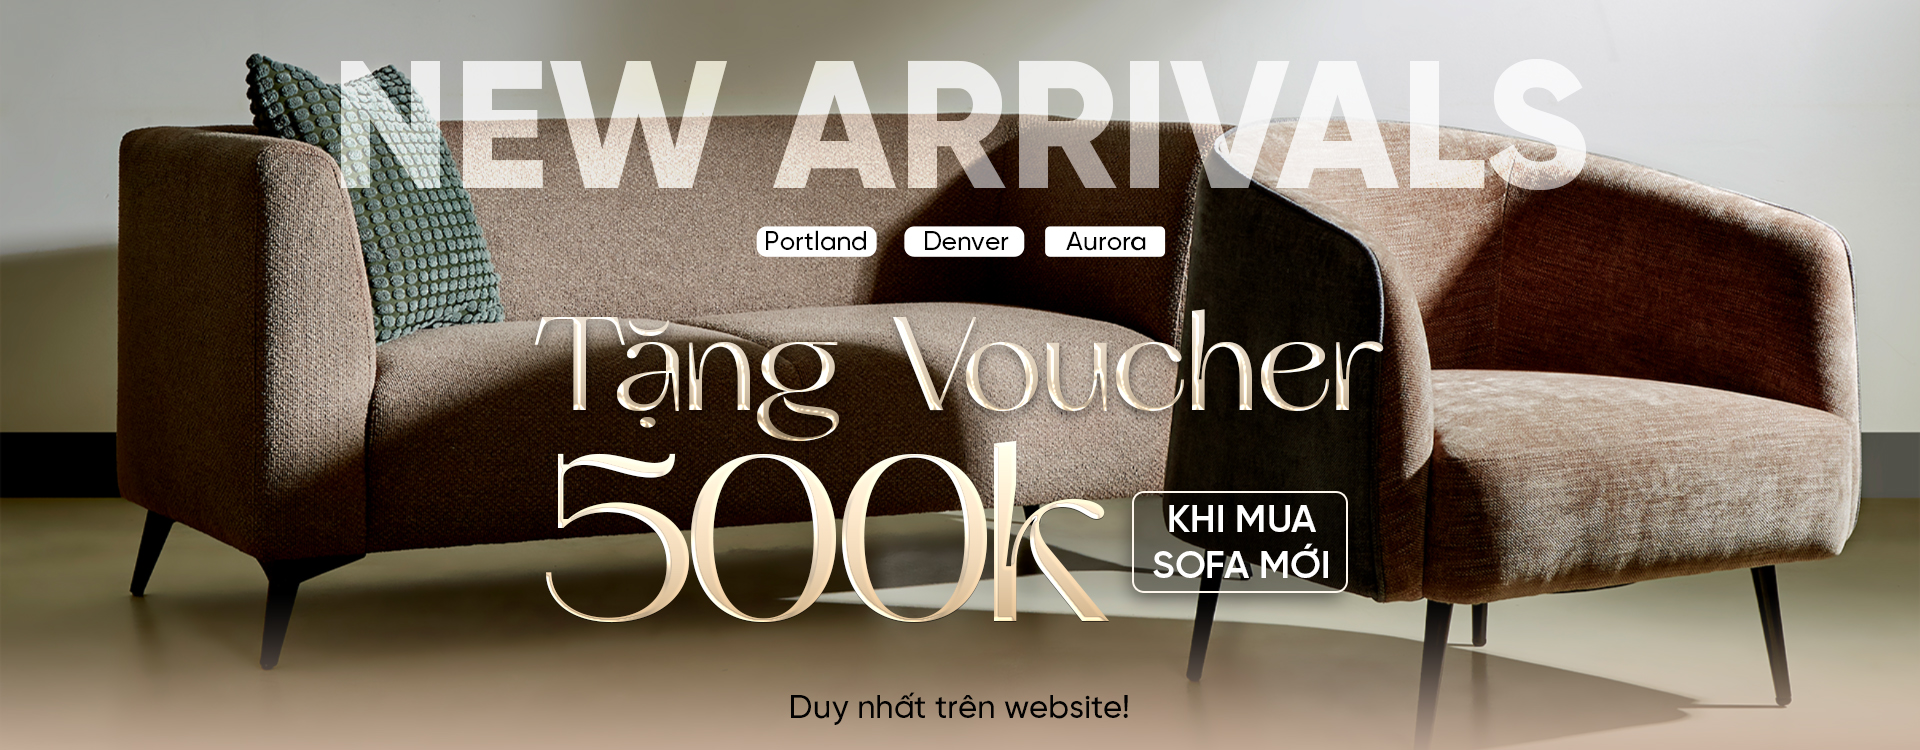 NEW ARRIVALS
Portland Denver Aurora
Tặng Voucher
500k
KHI MUA
SOFA MỚI
Duy nhất trên website!